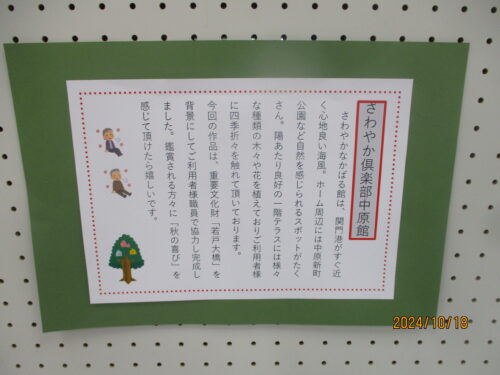 さわやか倶楽部中原館
さわやかなかばる館は、関門港がすぐ近
く心地良い海風。ホーム周辺には中原新町
公園など自然を感じられるスポットがたく
さん。陽あたり良好の一階テラスには様々
な種類の木々や花を植えておりご利用者様
に四季折々を触れて頂いております。
今回の作品は、重要文化財「若戸大橋」を
背景にしてご利用者様職員で協力し完成し
ました。鑑賞される方々に「秋の喜び」を
感じて頂けたら嬉しいです。
2024/10/18